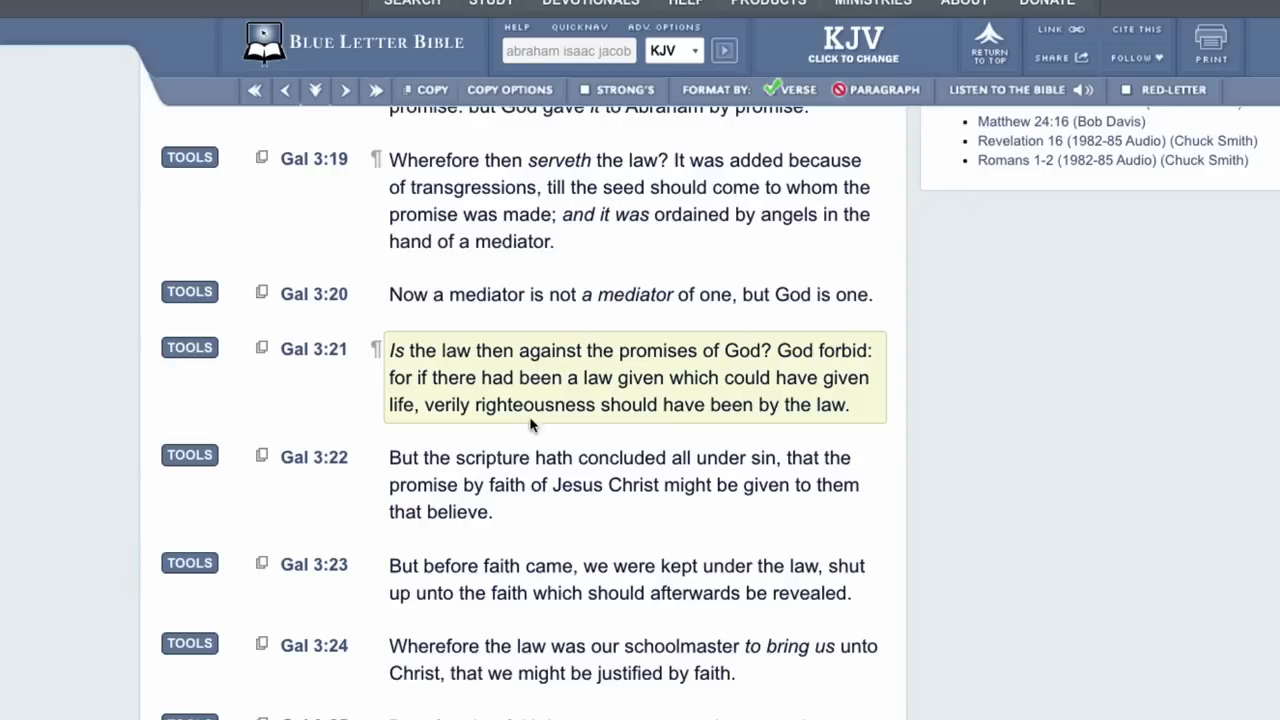 SEARCH STUDY DEVOTIONALS HELP PRODUCTS MINISTRIES ABOUT DONATE
BLUE LETTER BIBLE
HELP QUICKNAV ADV. OPTIONS
abraham isaac jacob KJV
KJV
CLICK TO CHANGE
RETURN
TO TOP
LINK CITE THIS
SHARE FOLLOW
PRINT
COPY COPY OPTIONS STRONG'S FORMAT BY: VERSE PARAGRAPH LISTEN TO THE BIBLE RED-LETTER
promise: but God gave it to Abraham by promise.
TOOLS Gal 3:19 ¶ Wherefore then serveth the law? It was added because
of transgressions, till the seed should come to whom the
promise was made; and it was ordained by angels in the
hand of a mediator.
TOOLS Gal 3:20 Now a mediator is not a mediator of one, but God is one.
TOOLS Gal 3:21 ¶ Is the law then against the promises of God? God forbid:
for if there had been a law given which could have given
life, verily righteousness should have been by the law.
TOOLS Gal 3:22 But the scripture hath concluded all under sin, that the
promise by faith of Jesus Christ might be given to them
that believe.
TOOLS Gal 3:23 But before faith came, we were kept under the law, shut
up unto the faith which should afterwards be revealed.
TOOLS Gal 3:24 Wherefore the law was our schoolmaster to bring us unto
Christ, that we might be justified by faith.
Matthew 24:16 (Bob Davis)
Revelation 16 (1982-85 Audio) (Chuck Smith)
Romans 1-2 (1982-85 Audio) (Chuck Smith)